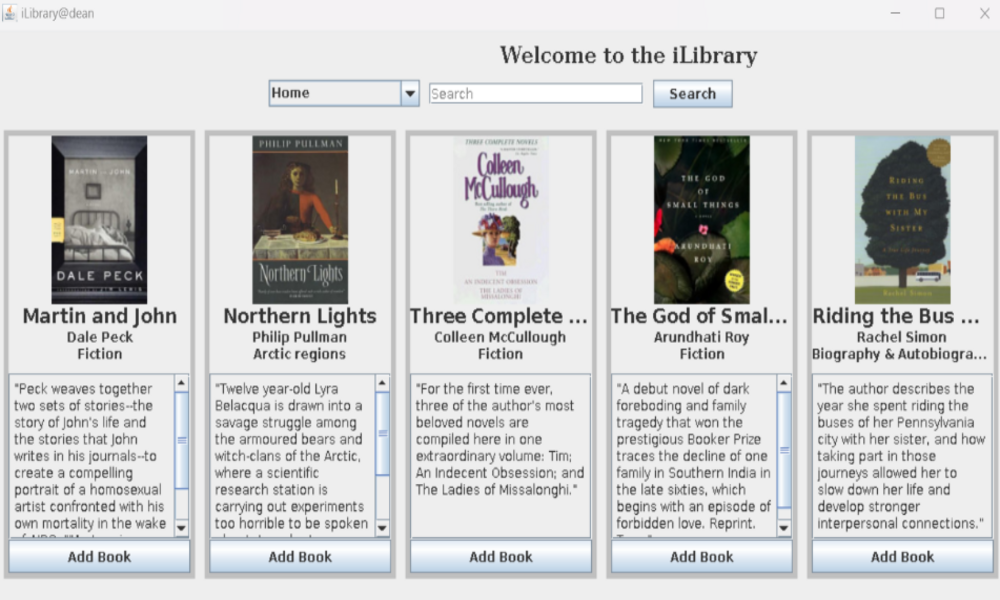 iLibrary@dean
Welcome to the iLibrary
Home
Search
Search
MARTIN and JOHN
DALE PECK
Martin and John
Dale Peck
Fiction
"Peck weaves together
two sets of stories--the
story of John's life and
the stories that John
writes in his journals--to
create a compelling
portrait of a homosexual
artist confronted with his
own mortality in the wake
Add Book
PHILIP PULLMAN
Northern Lights
Northern Lights
Philip Pullman
Arctic regions
"Twelve year-old Lyra
Belacqua is drawn into a
savage struggle among
the armoured bears and
witch-clans of the Arctic,
where a scientific
research station is
carrying out experiments
too horrible to be spoken
Add Book
THREE COMPLETE NOVELS
Colleen
McCullough
TIM
AN INDECENT OBSESSION
THE LADIES OF
MISSALONGHI
Three Complete ...
Colleen McCullough
Fiction
"For the first time ever,
three of the author's most
beloved novels are
compiled here in one
extraordinary volume: Tim;
An Indecent Obsession; and
The Ladies of Missalonghi."
Add Book
NEW YORK TIMES BESTSELLER
THE GOD
OF
SMALL THINGS
A NOVEL
ARUNDHATI
ROY
The God of Smal...
Arundhati Roy
Fiction
"A debut novel of dark
foreboding and family
tragedy that won the
prestigious Booker Prize
traces the decline of one
family in Southern India in
the late sixties, which
begins with an episode of
forbidden love. Reprint.
Add Book
RIDING
THE BUS
WITH MY
SISTER
Rachel Simon
Riding the Bus ...
Rachel Simon
Biography & Autobiogra...
"The author describes the
year she spent riding the
buses of her Pennsylvania
city with her sister, and how
taking part in those
journeys allowed her to
slow down her life and
develop stronger
interpersonal connections."
Add Book